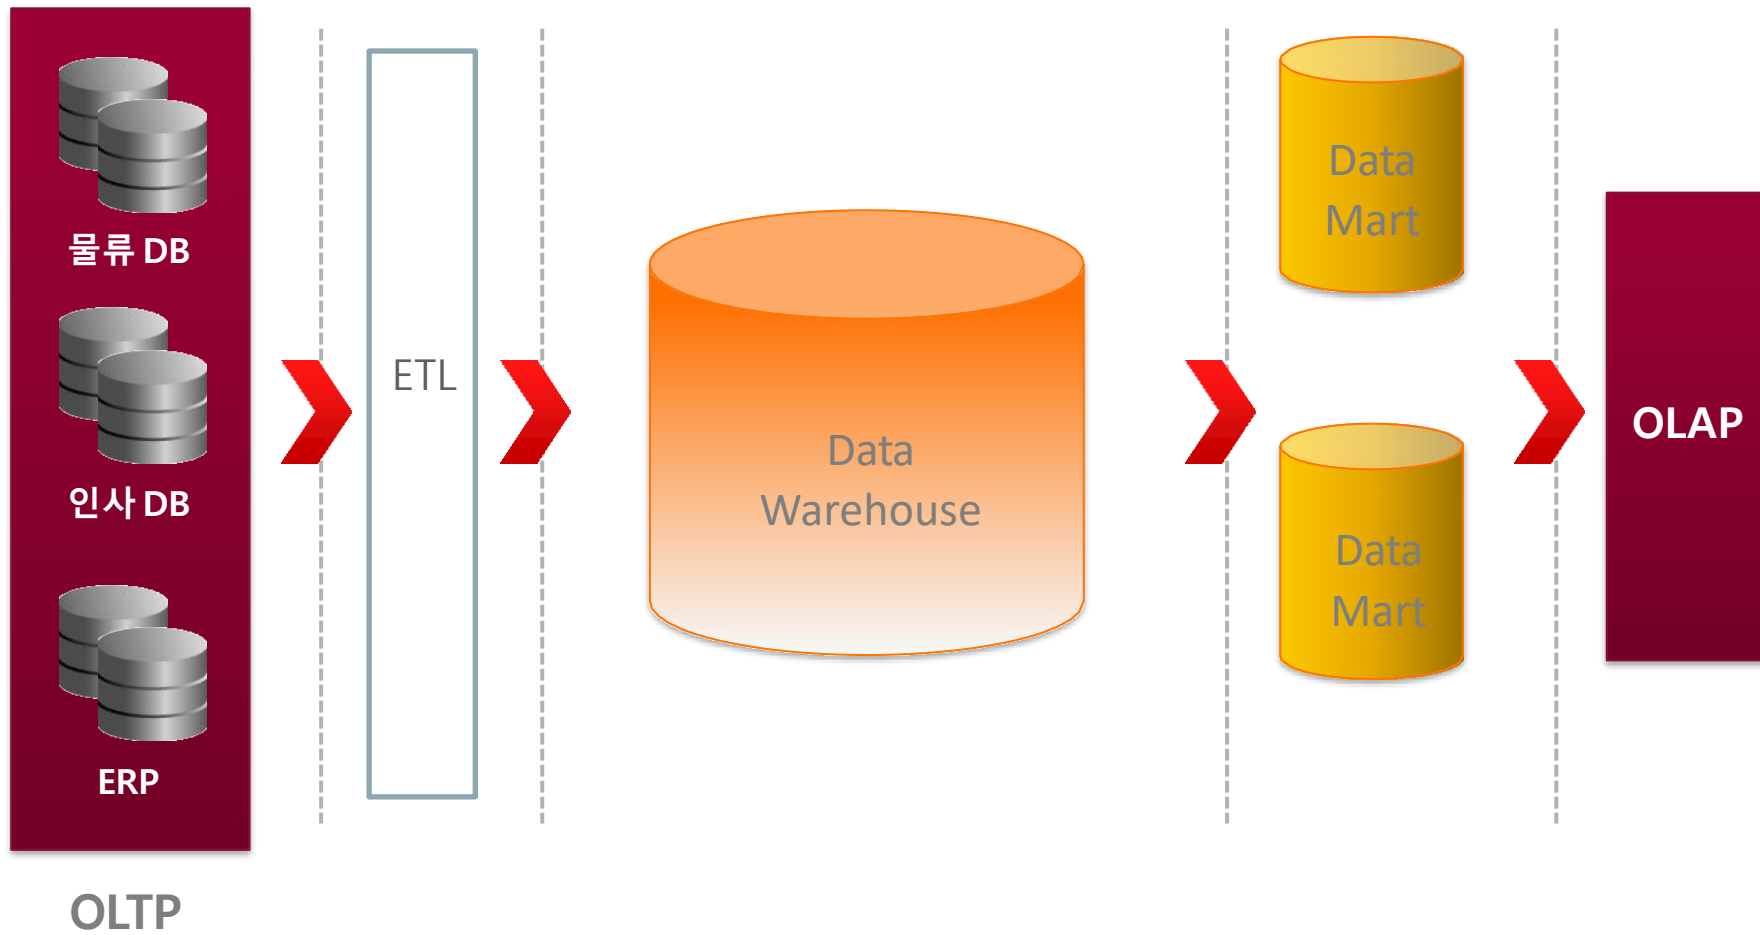 물류 DB
인사 DB
ERP
OLTP
ETL
Data
Warehouse
Data
Mart
Data
Mart
OLAP